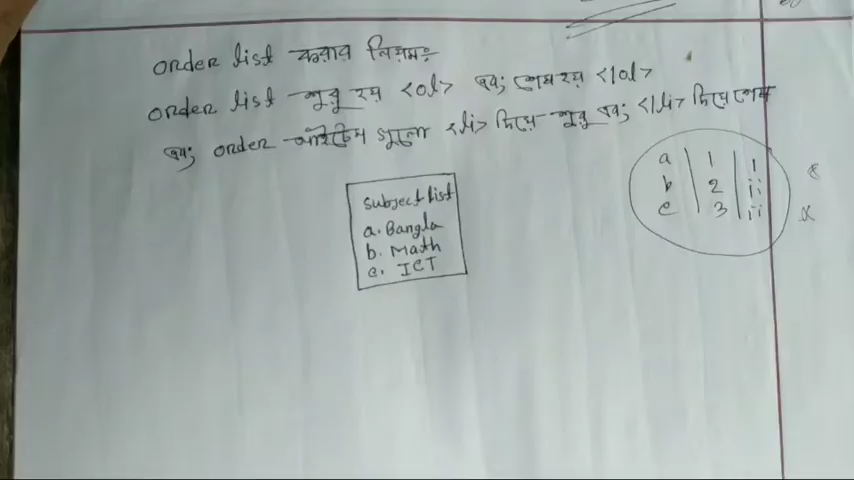 order list করার নিয়মঃ
order list শুরু হয় <ol> এবং শেষ হয় </ol>
এবং order আইটেম গুলো <li> দিয়ে শুরু এবং </li> দিয়ে শেষ
a | 1 | i
b | 2 | ii
c | 3 | iii
Subject list
a. Bangla
b. Math
c. ICT